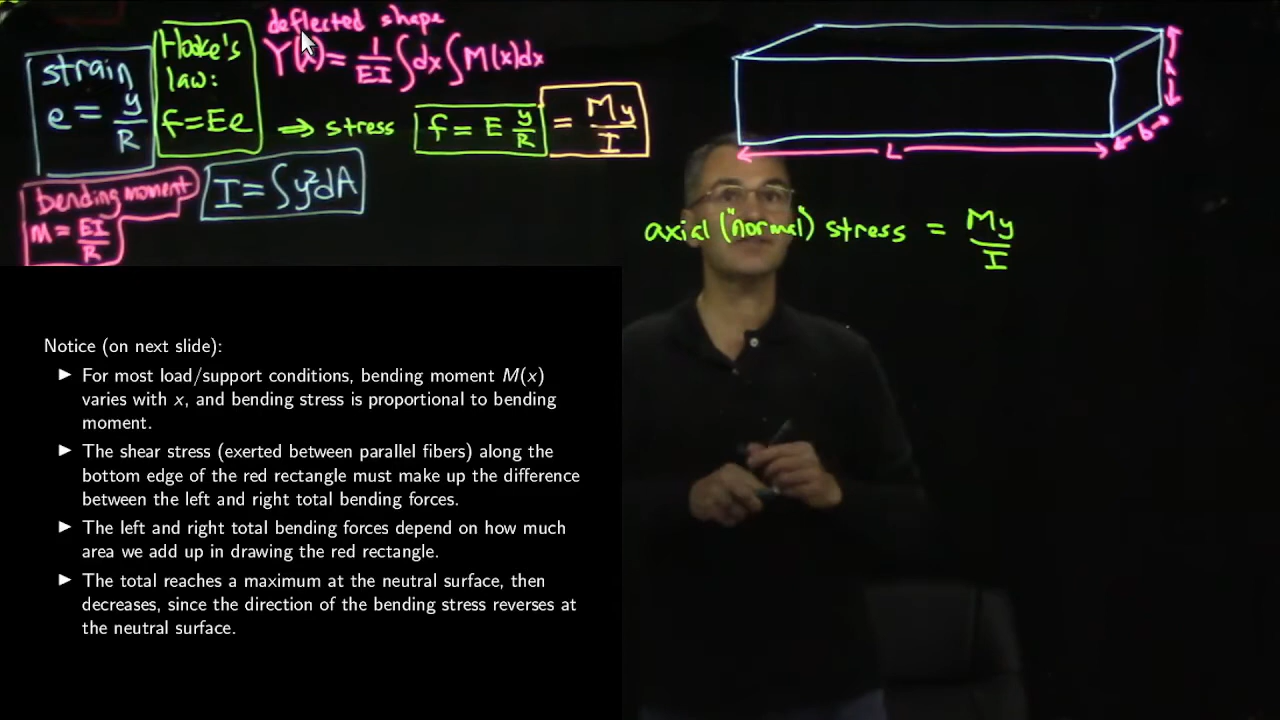 deflected shape
Y(x) = 1/EI ∫dx ∫M(x)dx
strain
e = y/R
Hooke's
law:
f=Ee
⇒ stress f = E y/R = My/I
bending moment
M = EI/R
I = ∫y²dA
L
b
h
axial ("normal") stress = My/I
Notice (on next slide):
▶ For most load/support conditions, bending moment M(x)
varies with x, and bending stress is proportional to bending
moment.
▶ The shear stress (exerted between parallel fibers) along the
bottom edge of the red rectangle must make up the difference
between the left and right total bending forces.
▶ The left and right total bending forces depend on how much
area we add up in drawing the red rectangle.
▶ The total reaches a maximum at the neutral surface, then
decreases, since the direction of the bending stress reverses at
the neutral surface.